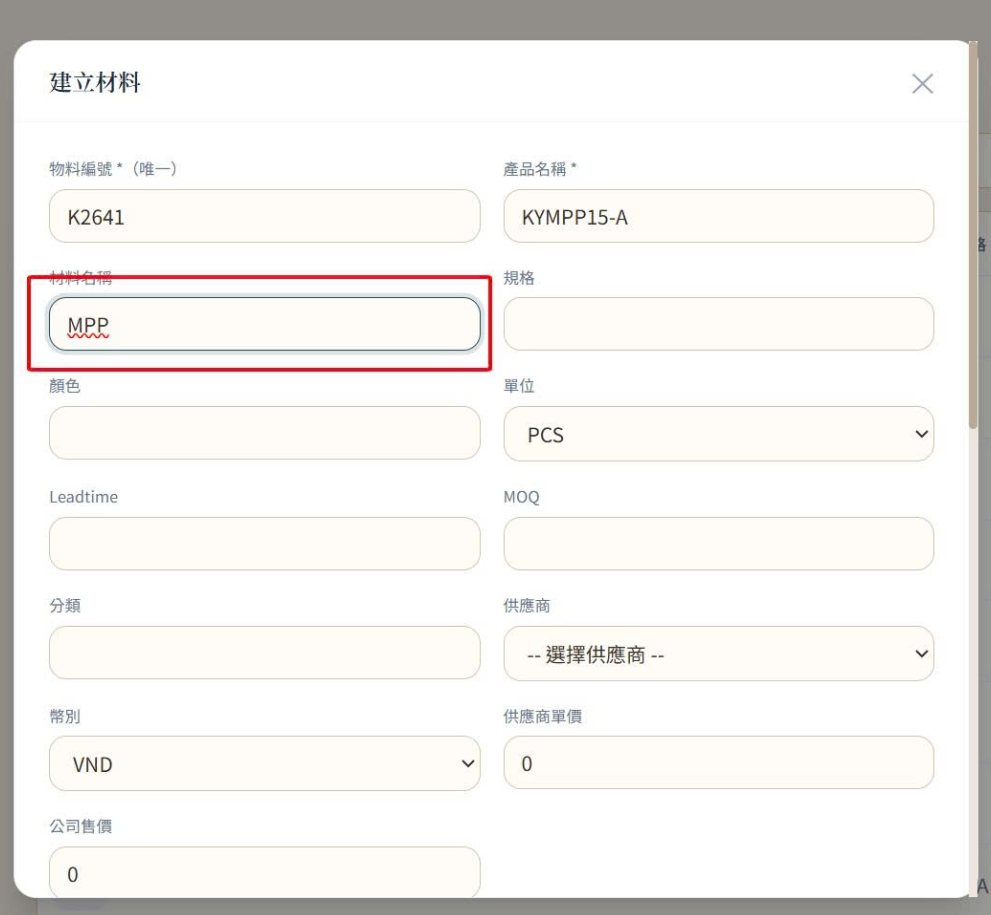 建立材料
物料編號 *（唯一）
產品名稱 *
K2641
KYMPP15-A
材料名稱
規格
MPP
顏色
單位
PCS
Leadtime
MOQ
分類
供應商
-- 選擇供應商 --
幣別
供應商單價
VND
0
公司售價
0
A